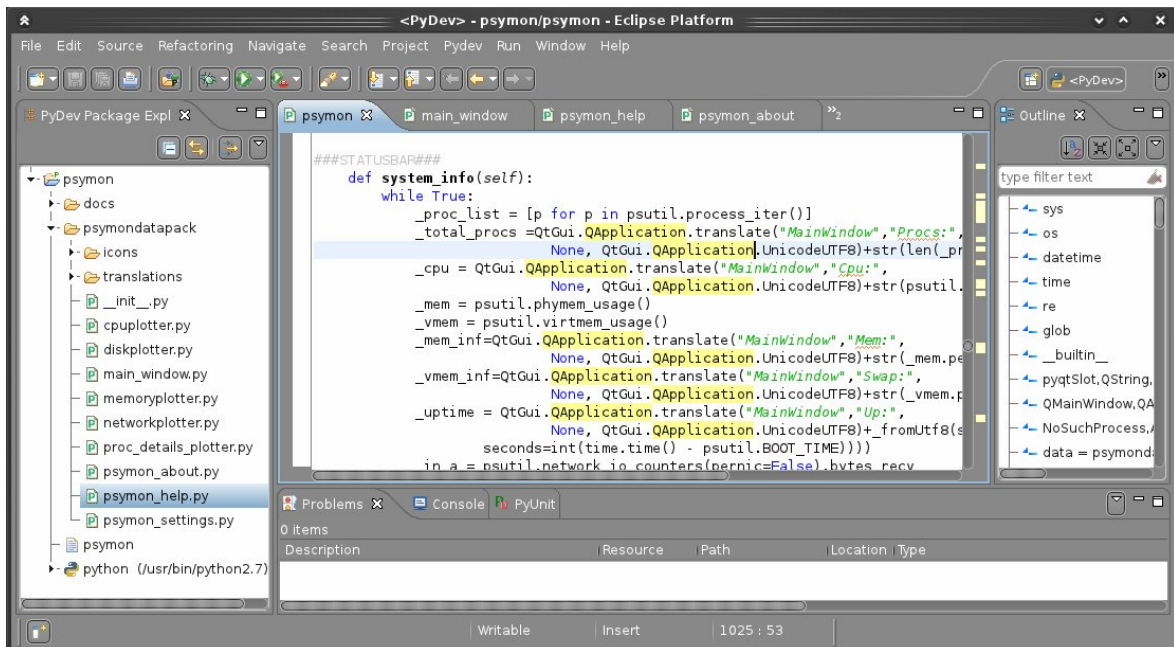 <PyDev> - psymon/psymon - Eclipse Platform
File Edit Source Refactoring Navigate Search Project Pydev Run Window Help
<PyDev>
PyDev Package Expl
psymon
docs
psymondatapack
icons
translations
__init__.py
cpuplotter.py
diskplotter.py
main_window.py
memoryplotter.py
networkplotter.py
proc_details_plotter.py
psymon_about.py
psymon_help.py
psymon_settings.py
psymon
python (/usr/bin/python2.7)
psymon main_window psymon_help psymon_about »2
###STATUSBAR###
def system_info(self):
while True:
_proc_list = [p for p in psutil.process_iter()]
_total_procs =QtGui.QApplication.translate("MainWindow","Procs:",
None, QtGui.QApplication.UnicodeUTF8)+str(len(_pr
_cpu = QtGui.QApplication.translate("MainWindow","Cpu:",
None, QtGui.QApplication.UnicodeUTF8)+str(psutil.
_mem = psutil.phymem_usage()
_vmem = psutil.virtmem_usage()
_mem_inf=QtGui.QApplication.translate("MainWindow","Mem:",
None, QtGui.QApplication.UnicodeUTF8)+str(_mem.pe
_vmem_inf=QtGui.QApplication.translate("MainWindow","Swap:",
None, QtGui.QApplication.UnicodeUTF8)+str(_vmem.p
_uptime = QtGui.QApplication.translate("MainWindow","Up:",
None, QtGui.QApplication.UnicodeUTF8)+_fromUtf8(s
seconds=int(time.time() - psutil.BOOT_TIME))))
in_a = psutil.network_io_counters(pernic=False).bytes_recv
Outline
type filter text
sys
os
datetime
time
re
glob
__builtin__
pyqtSlot,QString,
QMainWindow,QA
NoSuchProcess,A
data = psymonda
Problems Console PyUnit
0 items
Description Resource Path Location Type
Writable Insert 1025 : 53